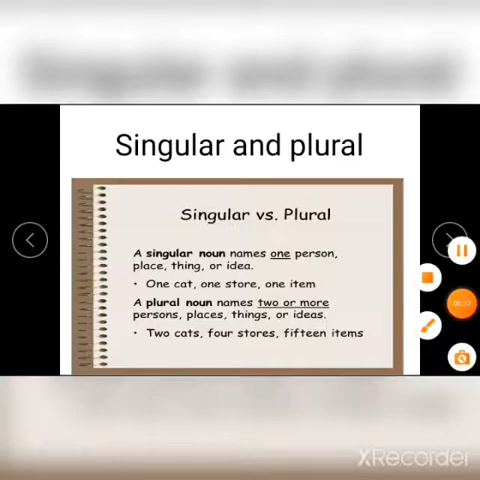 Singular and plural
Singular vs. Plural
A singular noun names one person,
place, thing, or idea.
• One cat, one store, one item
A plural noun names two or more
persons, places, things, or ideas.
• Two cats, four stores, fifteen items
00:37
XRecorder